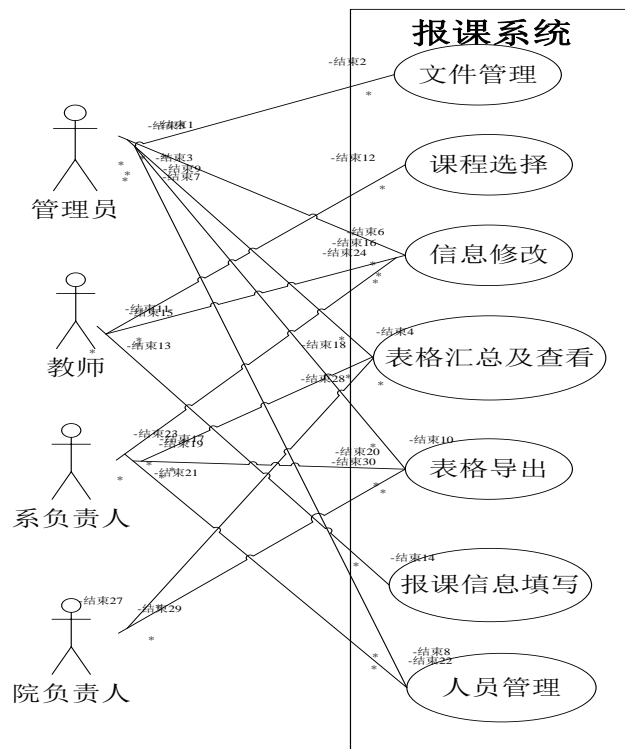 报课系统
-结束2
文件管理
*
-结束1
管理员
-结束3
-结束9
-结束7
*
*
*
-结束12
课程选择
*
-结束6
-结束16
-结束24
信息修改
*
*
*
-结束11
-结束15
-结束13
教师
*
*
-结束18
-结束4
表格汇总及查看
*
-结束28
*
*
-结束23
-结束17
-结束19
-结束21
系负责人
*
*
*
*
-结束20
-结束30
-结束10
表格导出
*
*
*
-结束14
报课信息填写
*
-结束27
-结束29
院负责人
*
*
-结束8
-结束22
人员管理
*
*